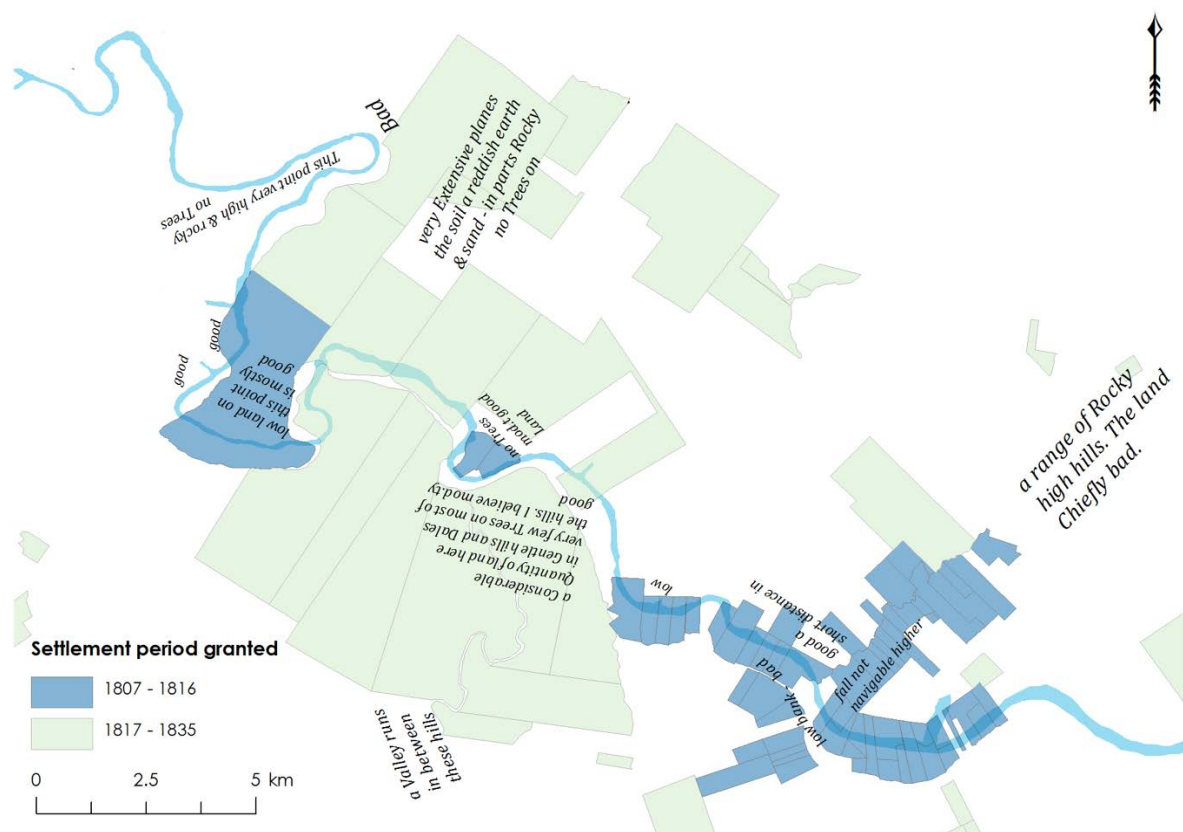 Bad
This point very high & rocky
no Trees
very Extensive planes
the soil a reddish earth
& sand - in parts Rocky
no Trees on
good
good
low land on
this point
is mostly
good
no Trees
mod.t good
Land
good
a Considerable
Quantity of land here
in Gentle hills and Dales
very few Trees on most of
the hills. I believe mod.ty
a range of Rocky
high hills. The land
Chiefly bad.
low
good a
short distance in
low bank - bad
fall not
navigable higher
a Valley runs
in between
these hills
Settlement period granted
1807 - 1816
1817 - 1835
0 2.5 5 km